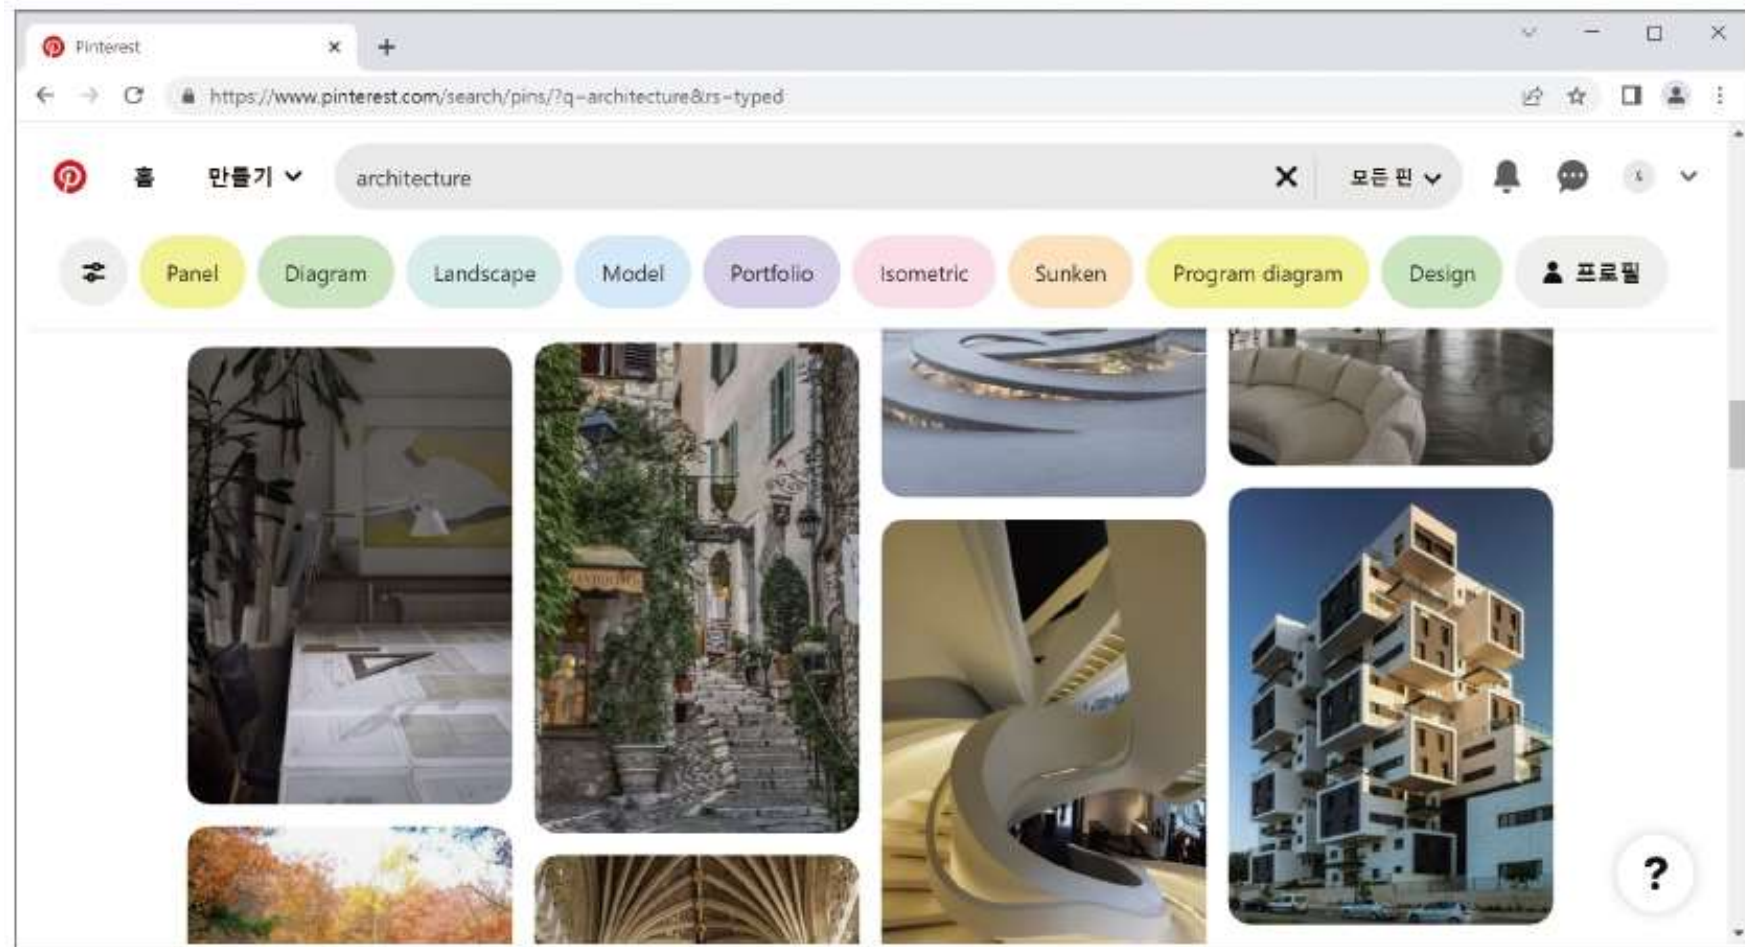 Pinterest
https://www.pinterest.com/search/pins/?q=architecture&rs=typed
홈 만들기 architecture 모든 핀
Panel Diagram Landscape Model Portfolio Isometric Sunken Program diagram Design 프로필
?